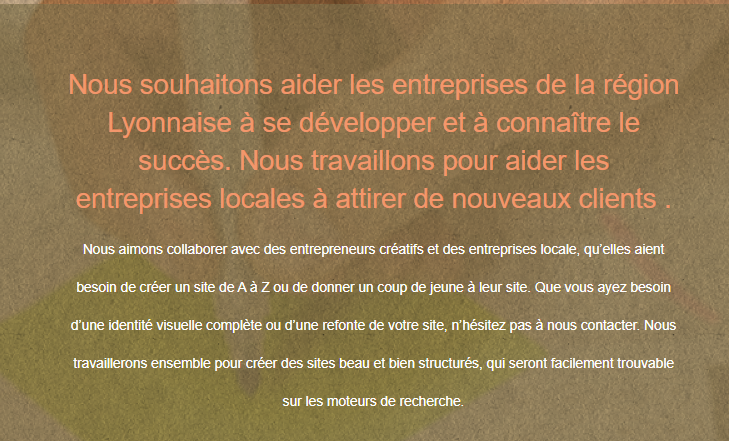 Nous souhaitons aider les entreprises de la région
Lyonnaise à se développer et à connaître le
succès. Nous travaillons pour aider les
entreprises locales à attirer de nouveaux clients .
Nous aimons collaborer avec des entrepreneurs créatifs et des entreprises locale, qu’elles aient
besoin de créer un site de A à Z ou de donner un coup de jeune à leur site. Que vous ayez besoin
d’une identité visuelle complète ou d’une refonte de votre site, n’hésitez pas à nous contacter. Nous
travaillerons ensemble pour créer des sites beau et bien structurés, qui seront facilement trouvable
sur les moteurs de recherche.